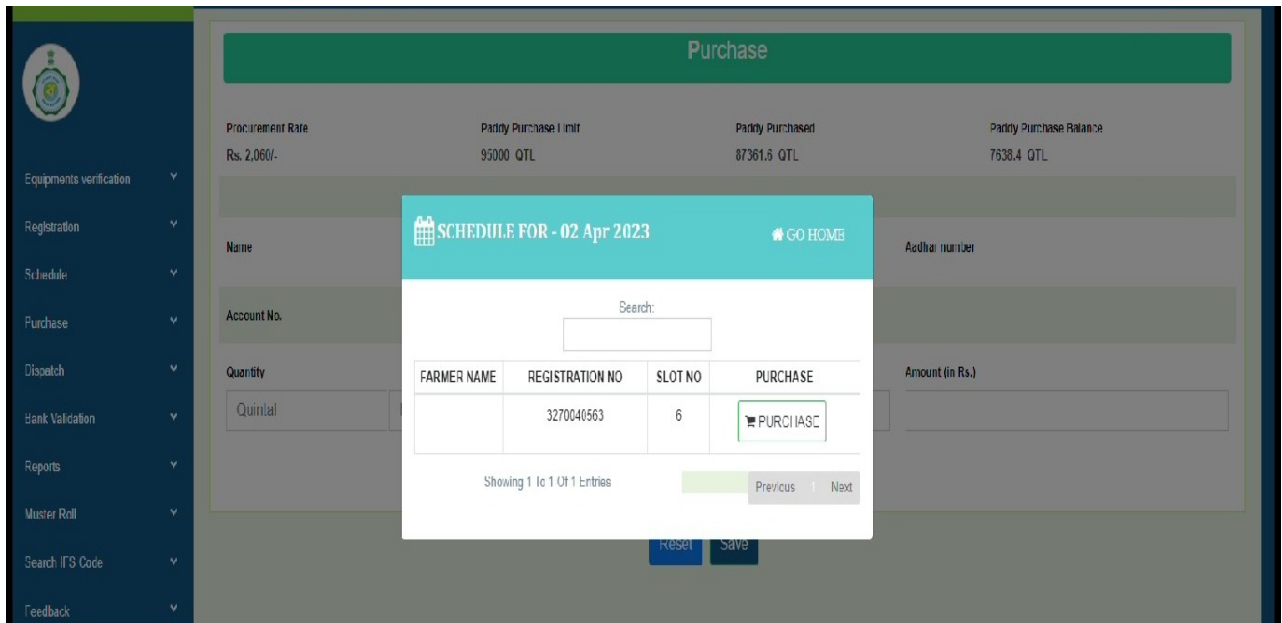 Purchase
Procurement Rate Paddy Purchase Limit Paddy Purchased Paddy Purchase Balance
Rs. 2,060/- 95000 QTL 87361.6 QTL 7638.4 QTL
Equipments verification
Registration
Schedule
Purchase
Dispatch
Bank Validation
Reports
Muster Roll
Search IFS Code
Feedback
Name Aadhar number
Account No.
Quantity Amount (in Rs.)
Quintal
SCHEDULE FOR - 02 Apr 2023 GO HOME
Search:
FARMER NAME REGISTRATION NO SLOT NO PURCHASE
3270040563 6 PURCHASE
Showing 1 To 1 Of 1 Entries Previous 1 Next
Reset Save